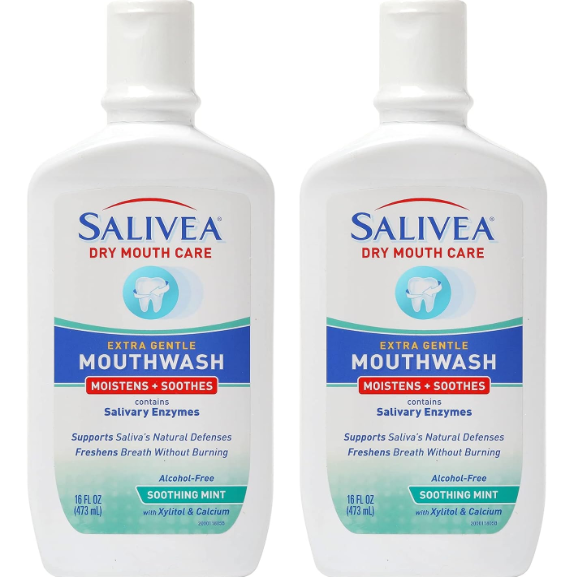 SALIVEA®
DRY MOUTH CARE
EXTRA GENTLE
MOUTHWASH
MOISTENS + SOOTHES
contains
Salivary Enzymes
Supports Saliva's Natural Defenses
Freshens Breath Without Burning
Alcohol-Free
16 FL OZ SOOTHING MINT
(473 mL) with Xylitol & Calcium
SALIVEA®
DRY MOUTH CARE
EXTRA GENTLE
MOUTHWASH
MOISTENS + SOOTHES
contains
Salivary Enzymes
Supports Saliva's Natural Defenses
Freshens Breath Without Burning
Alcohol-Free
16 FL OZ SOOTHING MINT
(473 mL) with Xylitol & Calcium